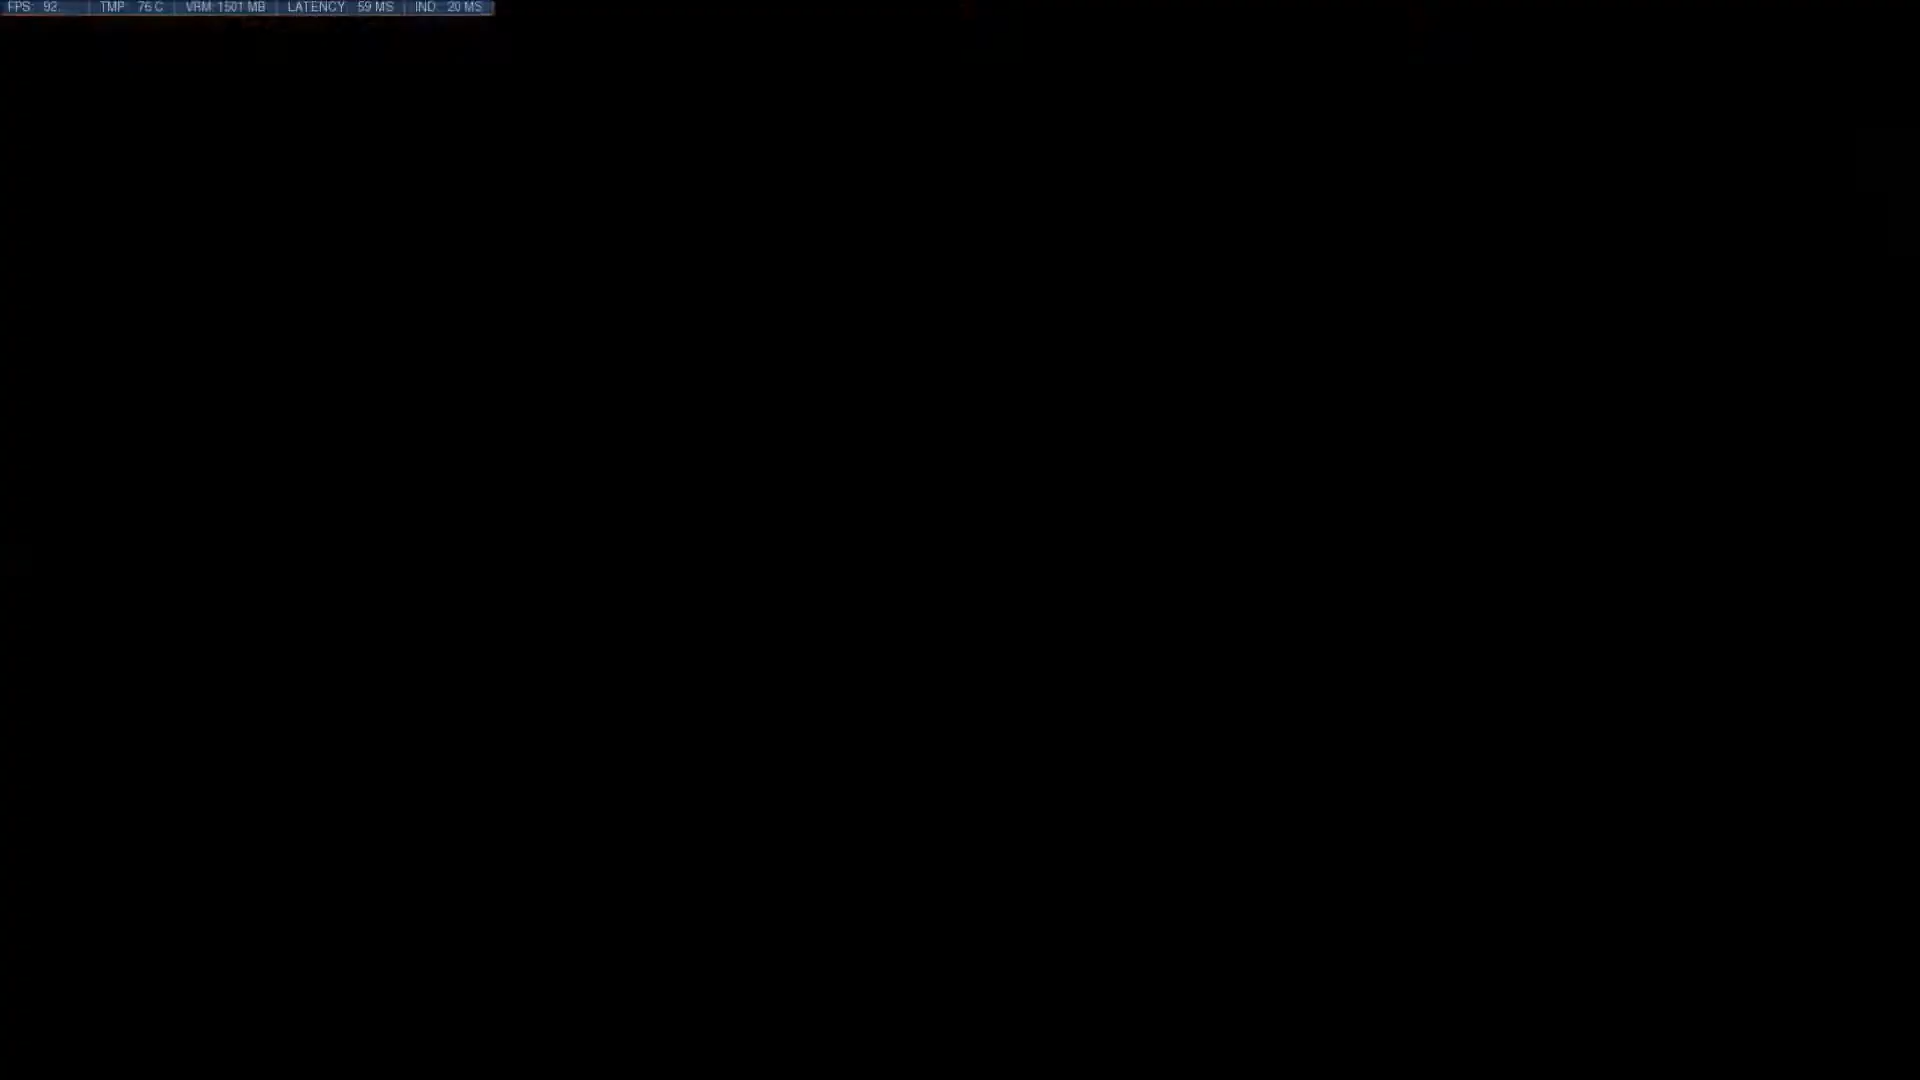 FPS: 92. | TMP 76 C | VRM: 1501 MB | LATENCY 59 MS | IND. 20 MS